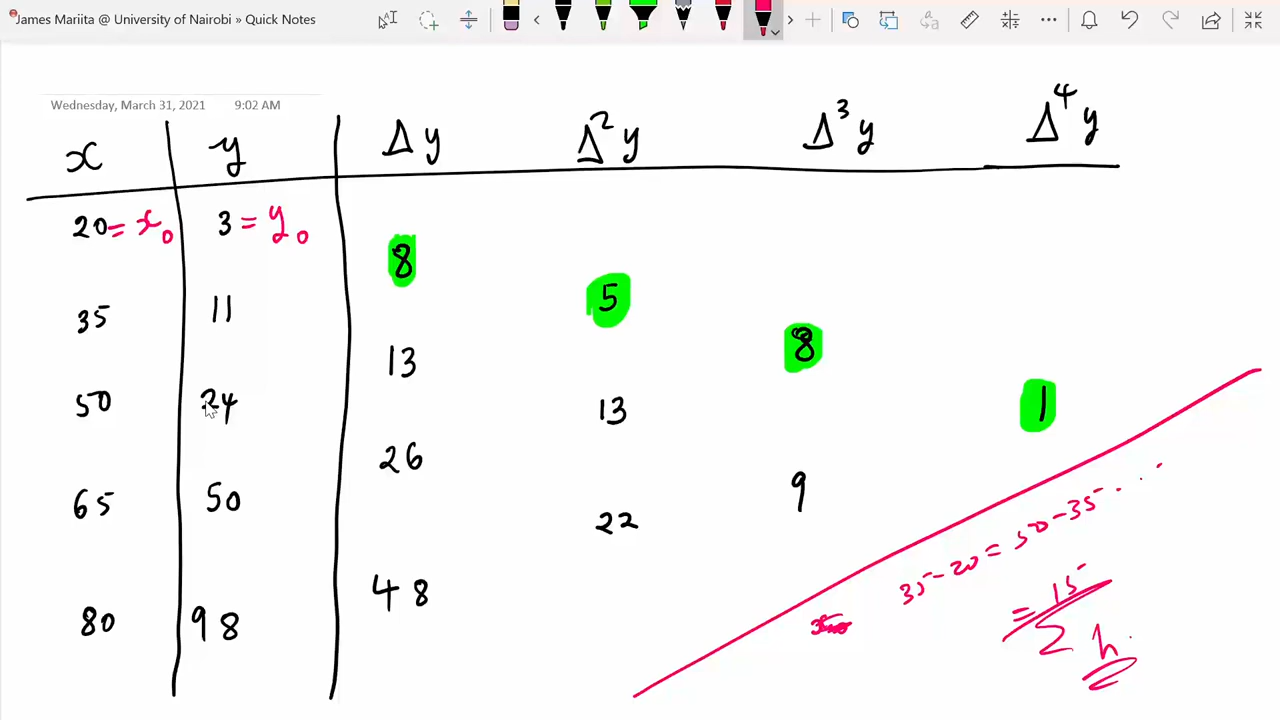 James Mariita @ University of Nairobi » Quick Notes
Wednesday, March 31, 2021 9:02 AM
x y Δy Δ²y Δ³y Δ⁴y
20 = x₀ 3 = y₀
8
5
35 11
8
13
50 24 13 1
26
65 50 9
22
35-20 = 50-35 . . . .
= 15
48
80 98
h